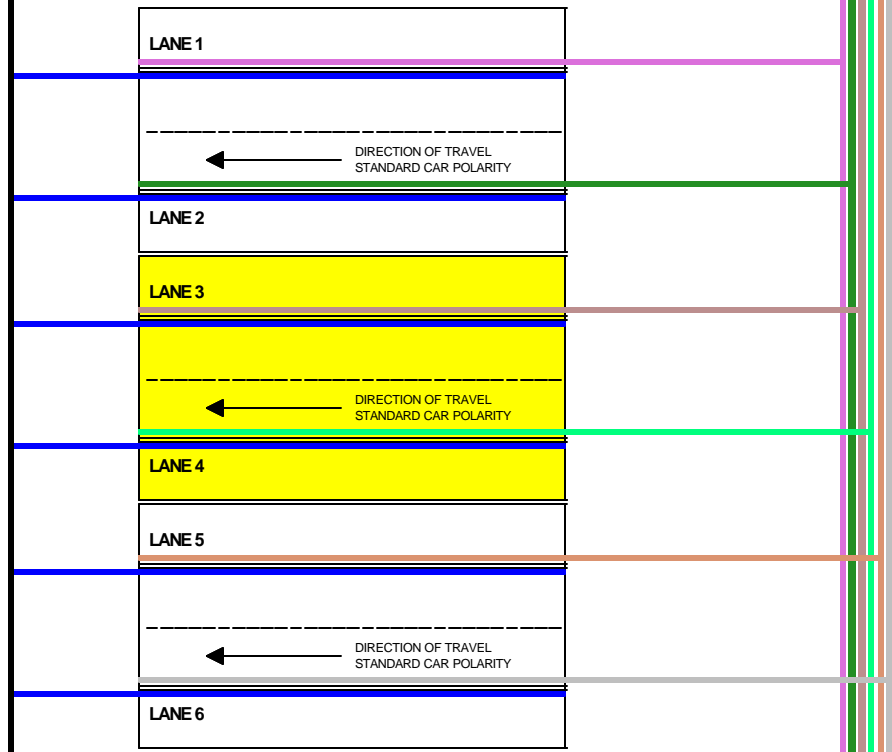 LANE 1
DIRECTION OF TRAVEL
STANDARD CAR POLARITY
LANE 2
LANE 3
DIRECTION OF TRAVEL
STANDARD CAR POLARITY
LANE 4
LANE 5
DIRECTION OF TRAVEL
STANDARD CAR POLARITY
LANE 6